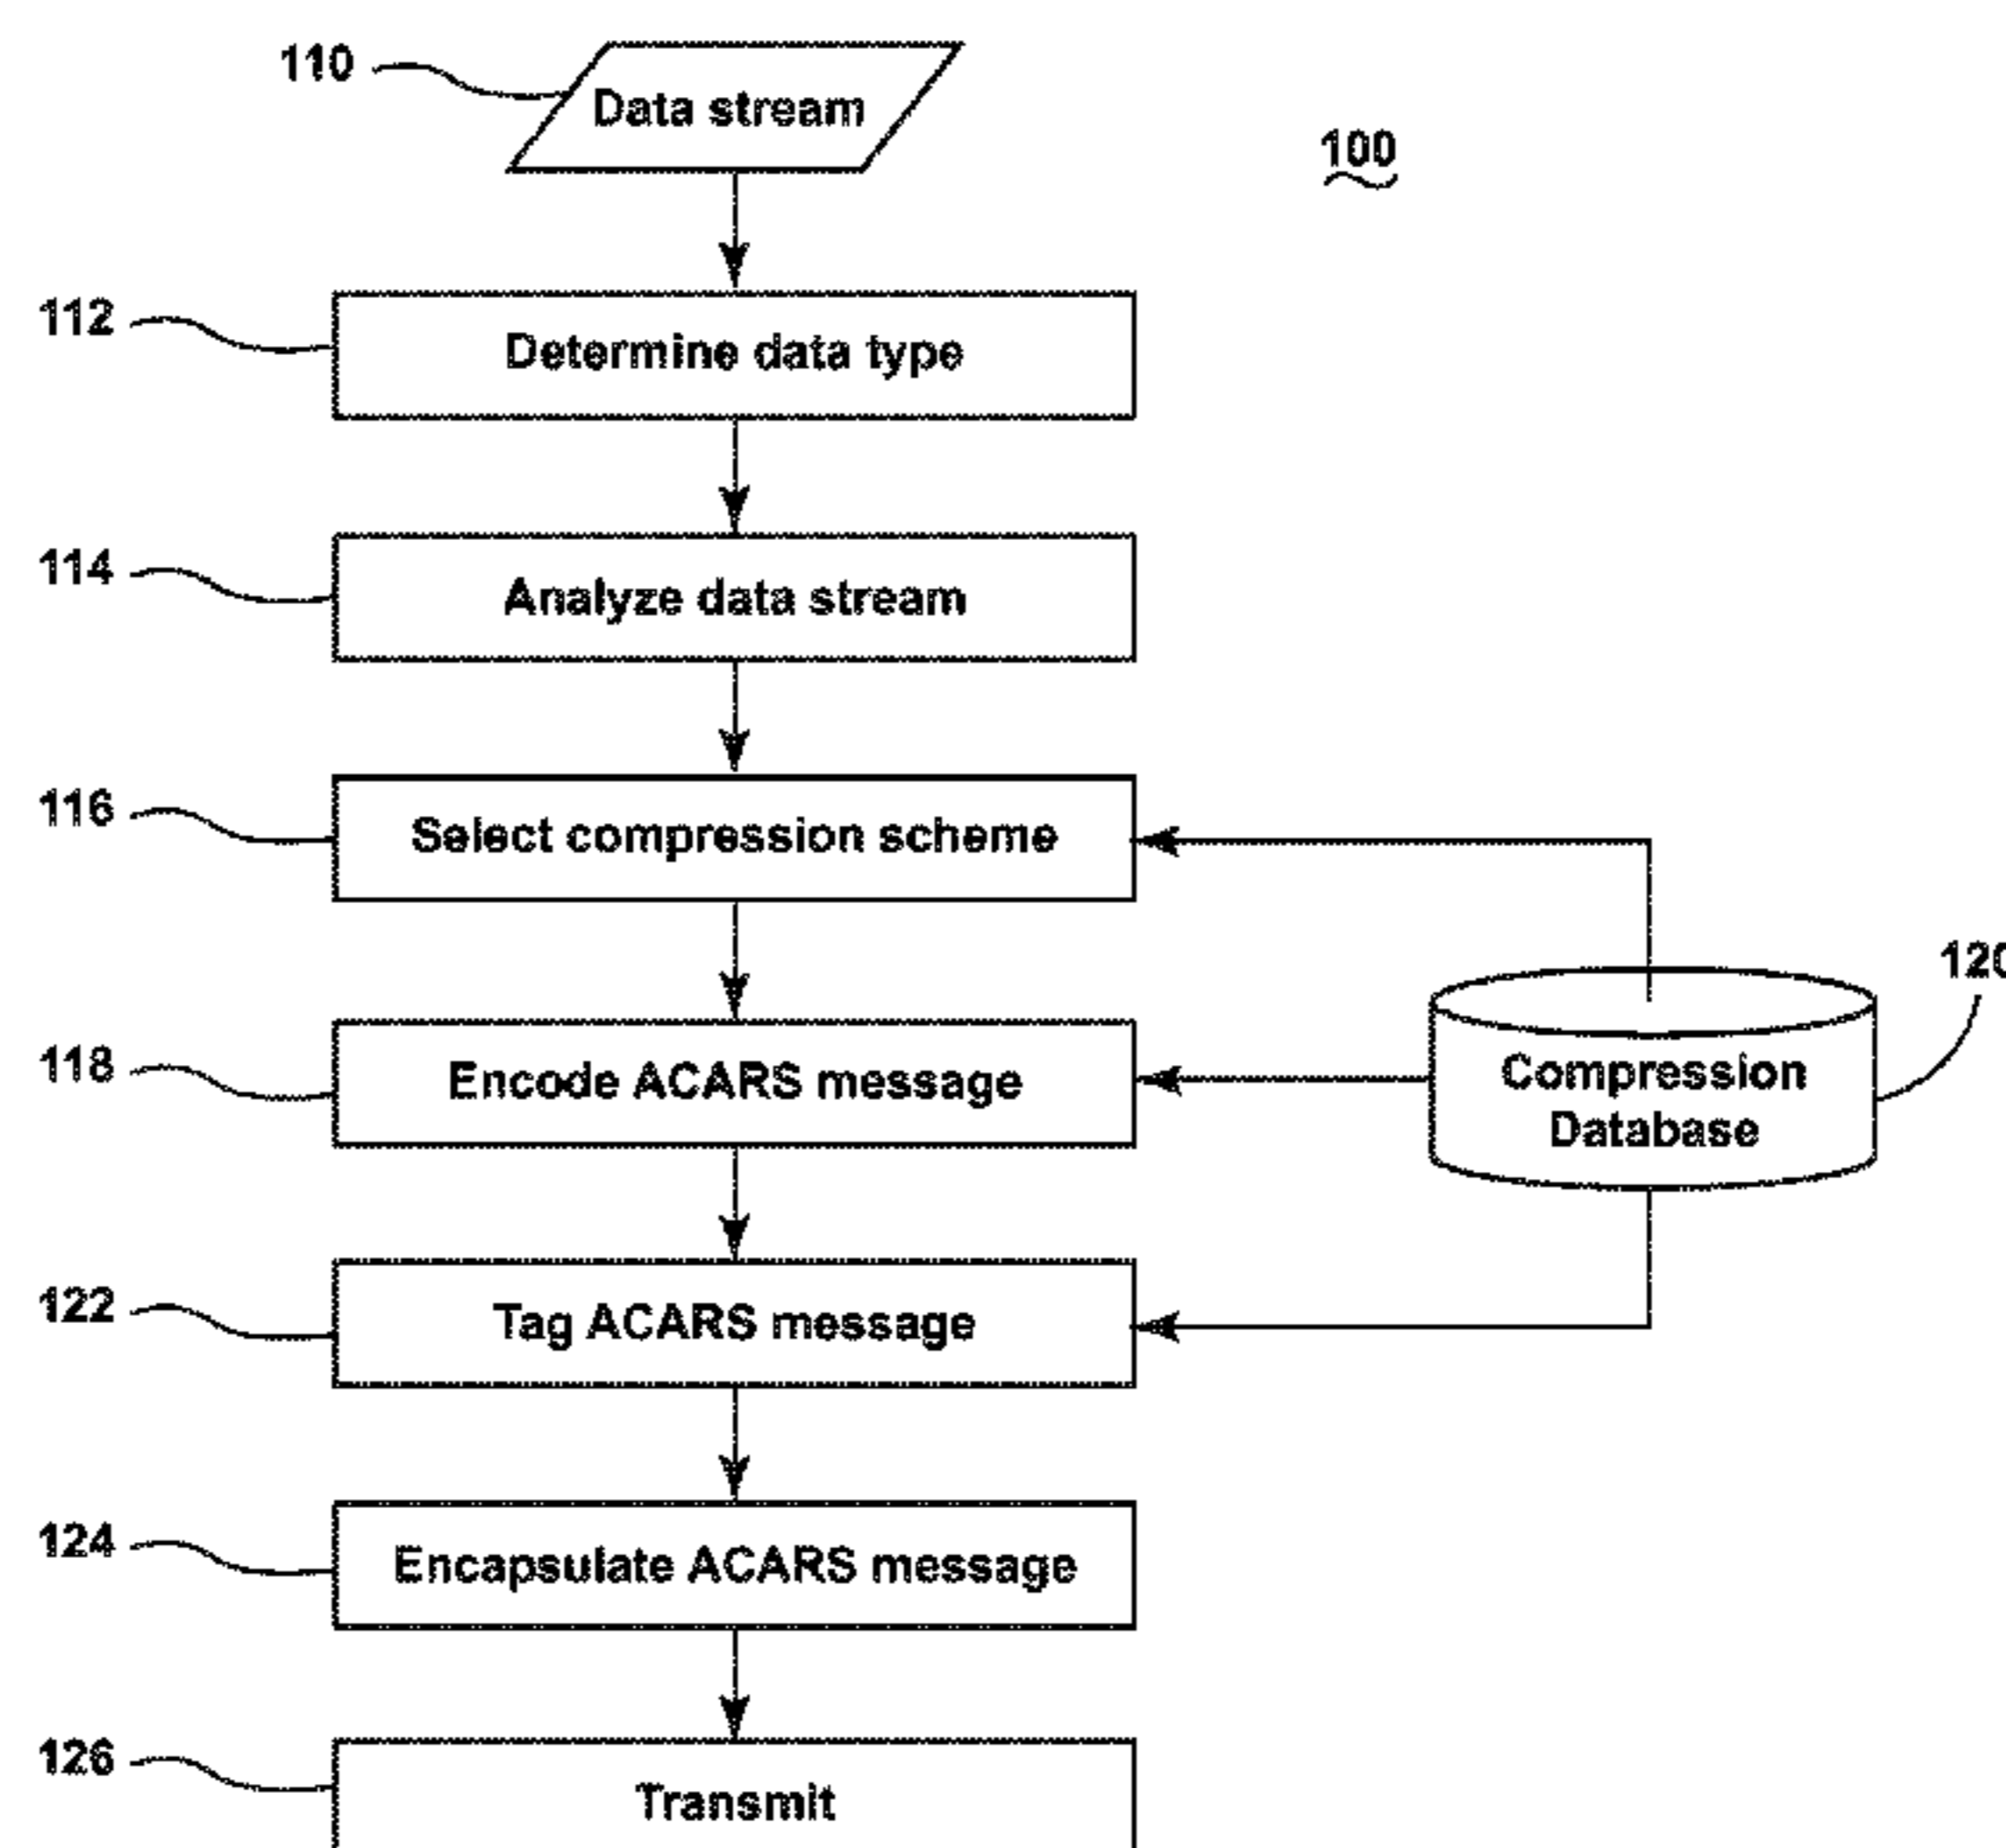 110
Data stream
100
112
Determine data type
114
Analyze data stream
116
Select compression scheme
120
118
Encode ACARS message
Compression
Database
122
Tag ACARS message
124
Encapsulate ACARS message
126
Transmit